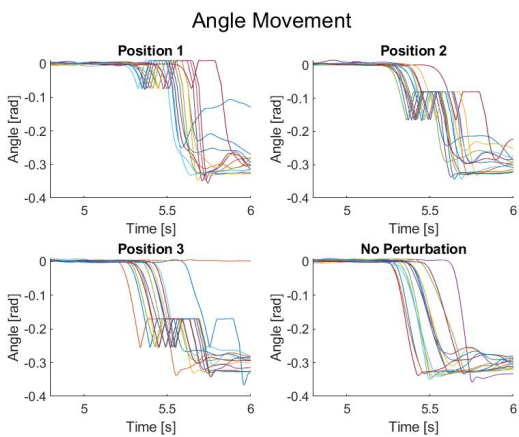 Angle Movement
Position 1
Position 2
0
-0.1
-0.2
-0.3
-0.4
Angle [rad]
5
5.5
6
Time [s]
0
-0.1
-0.2
-0.3
-0.4
Angle [rad]
5
5.5
6
Time [s]
Position 3
No Perturbation
0
-0.1
-0.2
-0.3
-0.4
Angle [rad]
5
5.5
6
Time [s]
0
-0.1
-0.2
-0.3
-0.4
Angle [rad]
5
5.5
6
Time [s]